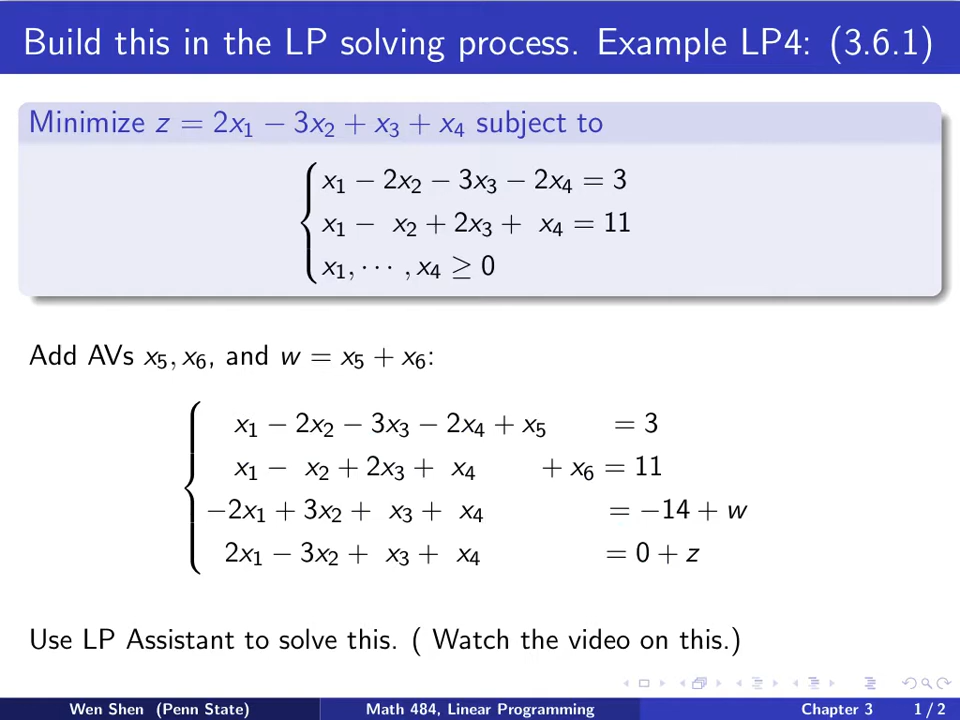 Build this in the LP solving process. Example LP4: (3.6.1)
Minimize z = 2x₁ − 3x₂ + x₃ + x₄ subject to
x₁ − 2x₂ − 3x₃ − 2x₄ = 3
x₁ − x₂ + 2x₃ + x₄ = 11
x₁, ··· , x₄ ≥ 0
Add AVs x₅, x₆, and w = x₅ + x₆:
x₁ − 2x₂ − 3x₃ − 2x₄ + x₅ = 3
x₁ − x₂ + 2x₃ + x₄ + x₆ = 11
−2x₁ + 3x₂ + x₃ + x₄ = −14 + w
2x₁ − 3x₂ + x₃ + x₄ = 0 + z
Use LP Assistant to solve this. ( Watch the video on this.)
Wen Shen (Penn State) Math 484, Linear Programming Chapter 3 1 / 2